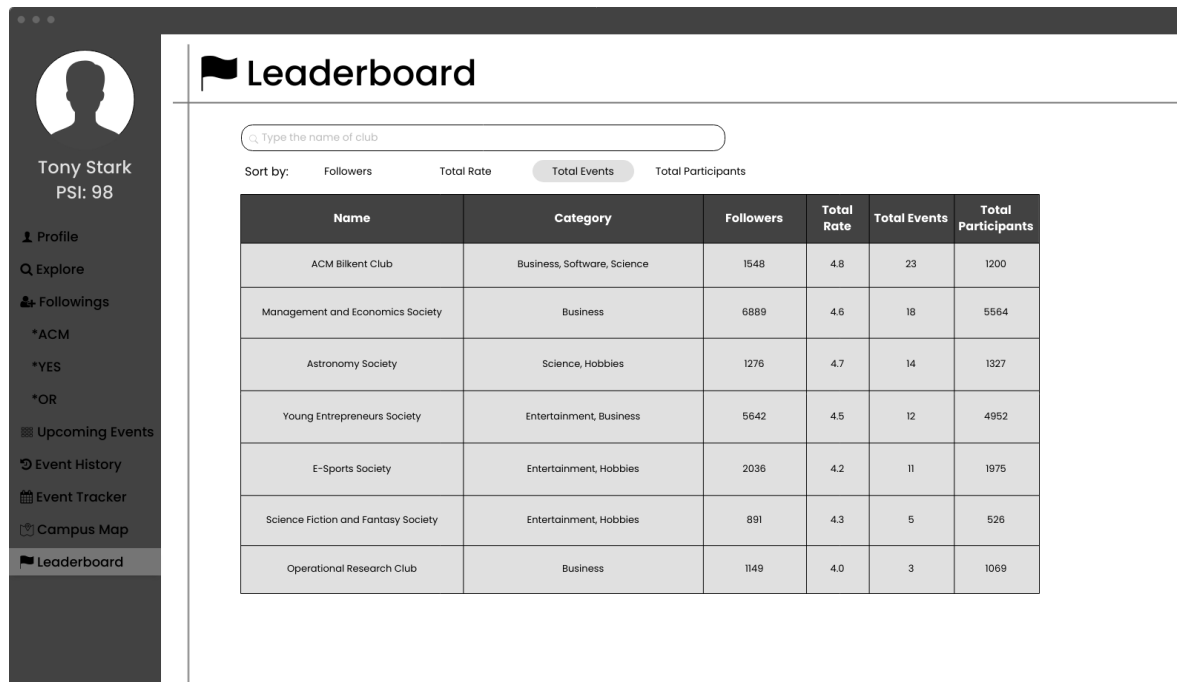 Leaderboard
Tony Stark
PSI: 98
Profile
Explore
Followings
*ACM
*YES
*OR
Upcoming Events
Event History
Event Tracker
Campus Map
Leaderboard
Type the name of club
Sort by: Followers Total Rate Total Events Total Participants
Name Category Followers Total Rate Total Events Total Participants
ACM Bilkent Club Business, Software, Science 1548 4.8 23 1200
Management and Economics Society Business 6889 4.6 18 5564
Astronomy Society Science, Hobbies 1276 4.7 14 1327
Young Entrepreneurs Society Entertainment, Business 5642 4.5 12 4952
E-Sports Society Entertainment, Hobbies 2036 4.2 11 1975
Science Fiction and Fantasy Society Entertainment, Hobbies 891 4.3 5 526
Operational Research Club Business 1149 4.0 3 1069